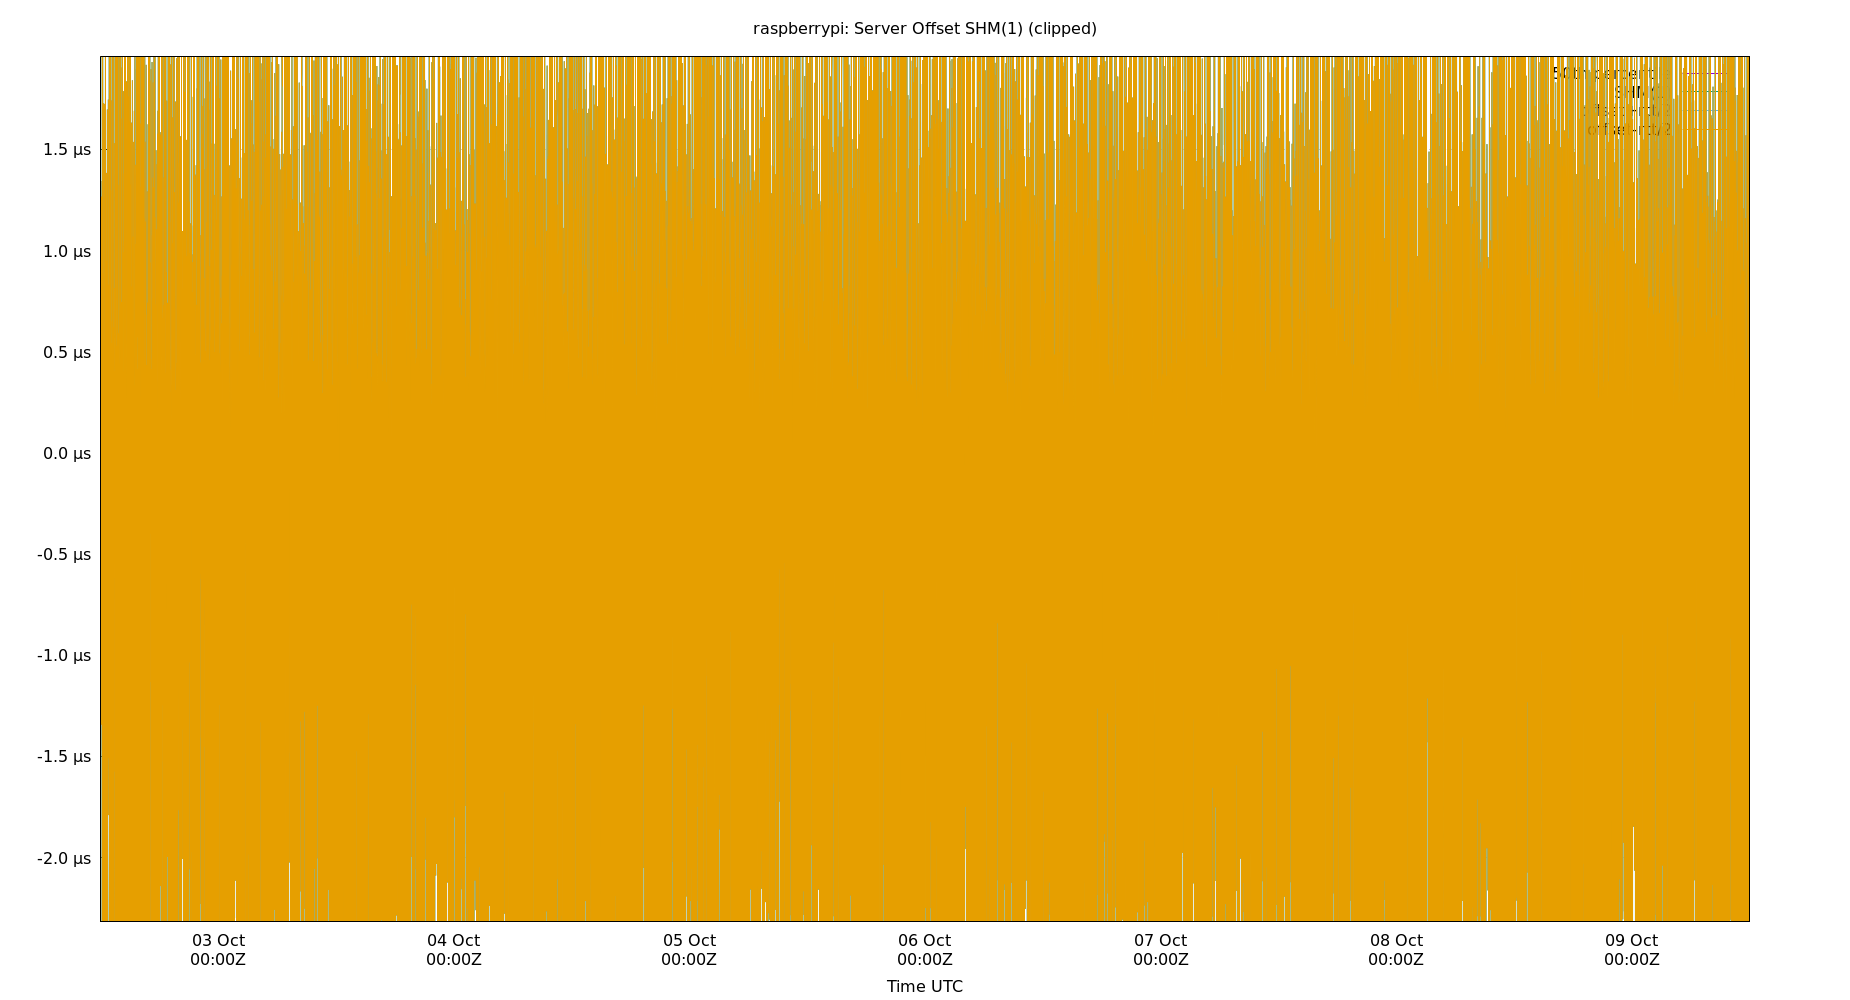 raspberrypi: Server Offset SHM(1) (clipped)
1.5 µs
1.0 µs
0.5 µs
0.0 µs
-0.5 µs
-1.0 µs
-1.5 µs
-2.0 µs
03 Oct 04 Oct 05 Oct 06 Oct 07 Oct 08 Oct 09 Oct
00:00Z 00:00Z 00:00Z 00:00Z 00:00Z 00:00Z 00:00Z
Time UTC